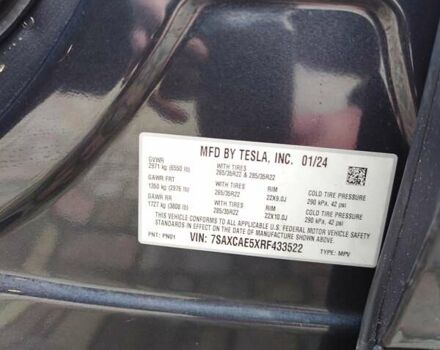 MFD BY TESLA, INC. 01/24
GVWR
2971 kg (6550 lb)
WITH TIRES
265/35R22 & 285/35R22
GAWR FRT
1350 kg (2976 lb)
WITH TIRES
265/35R22
RIM
22X9.0J
COLD TIRE PRESSURE
290 kPa, 42 psi
GAWR RR
1727 kg (3808 lb)
WITH TIRES
285/35R22
RIM
22X10.0J
COLD TIRE PRESSURE
290 kPa, 42 psi
THIS VEHICLE CONFORMS TO ALL APPLICABLE U.S. FEDERAL MOTOR VEHICLE
SAFETY AND THEFT PREVENTION STANDARDS IN EFFECT ON THE DATE OF
MANUFACTURE SHOWN ABOVE.
PNT: PN01 VIN: 7SAXCAE5XRF433522 TYPE: MPV